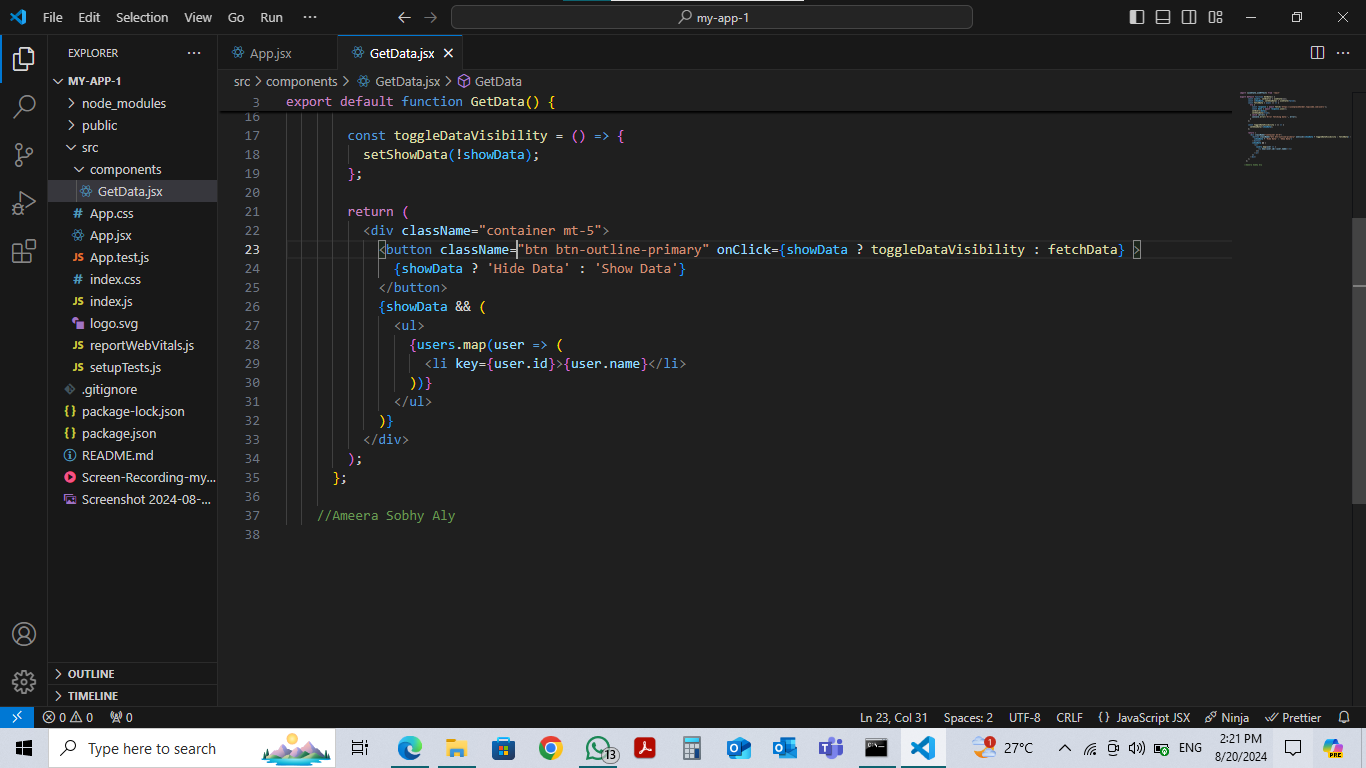 File Edit Selection View Go Run ··· my-app-1
EXPLORER ···
MY-APP-1
node_modules
public
src
components
GetData.jsx
App.css
App.jsx
App.test.js
index.css
index.js
logo.svg
reportWebVitals.js
setupTests.js
.gitignore
package-lock.json
package.json
README.md
Screen-Recording-my...
Screenshot 2024-08-...
OUTLINE
TIMELINE
App.jsx GetData.jsx
src > components > GetData.jsx > GetData
3 export default function GetData() {
16
17 const toggleDataVisibility = () => {
18 setShowData(!showData);
19 };
20
21 return (
22 <div className="container mt-5">
23 <button className="btn btn-outline-primary" onClick={showData ? toggleDataVisibility : fetchData} >
24 {showData ? 'Hide Data' : 'Show Data'}
25 </button>
26 {showData && (
27 <ul>
28 {users.map(user => (
29 <li key={user.id}>{user.name}</li>
30 ))}
31 </ul>
32 )}
33 </div>
34 );
35 };
36
37 //Ameera Sobhy Aly
38
0 0 0 Ln 23, Col 31 Spaces: 2 UTF-8 CRLF {} JavaScript JSX Ninja Prettier
Type here to search 13 1 27°C ENG 2:21 PM
8/20/2024 PRE